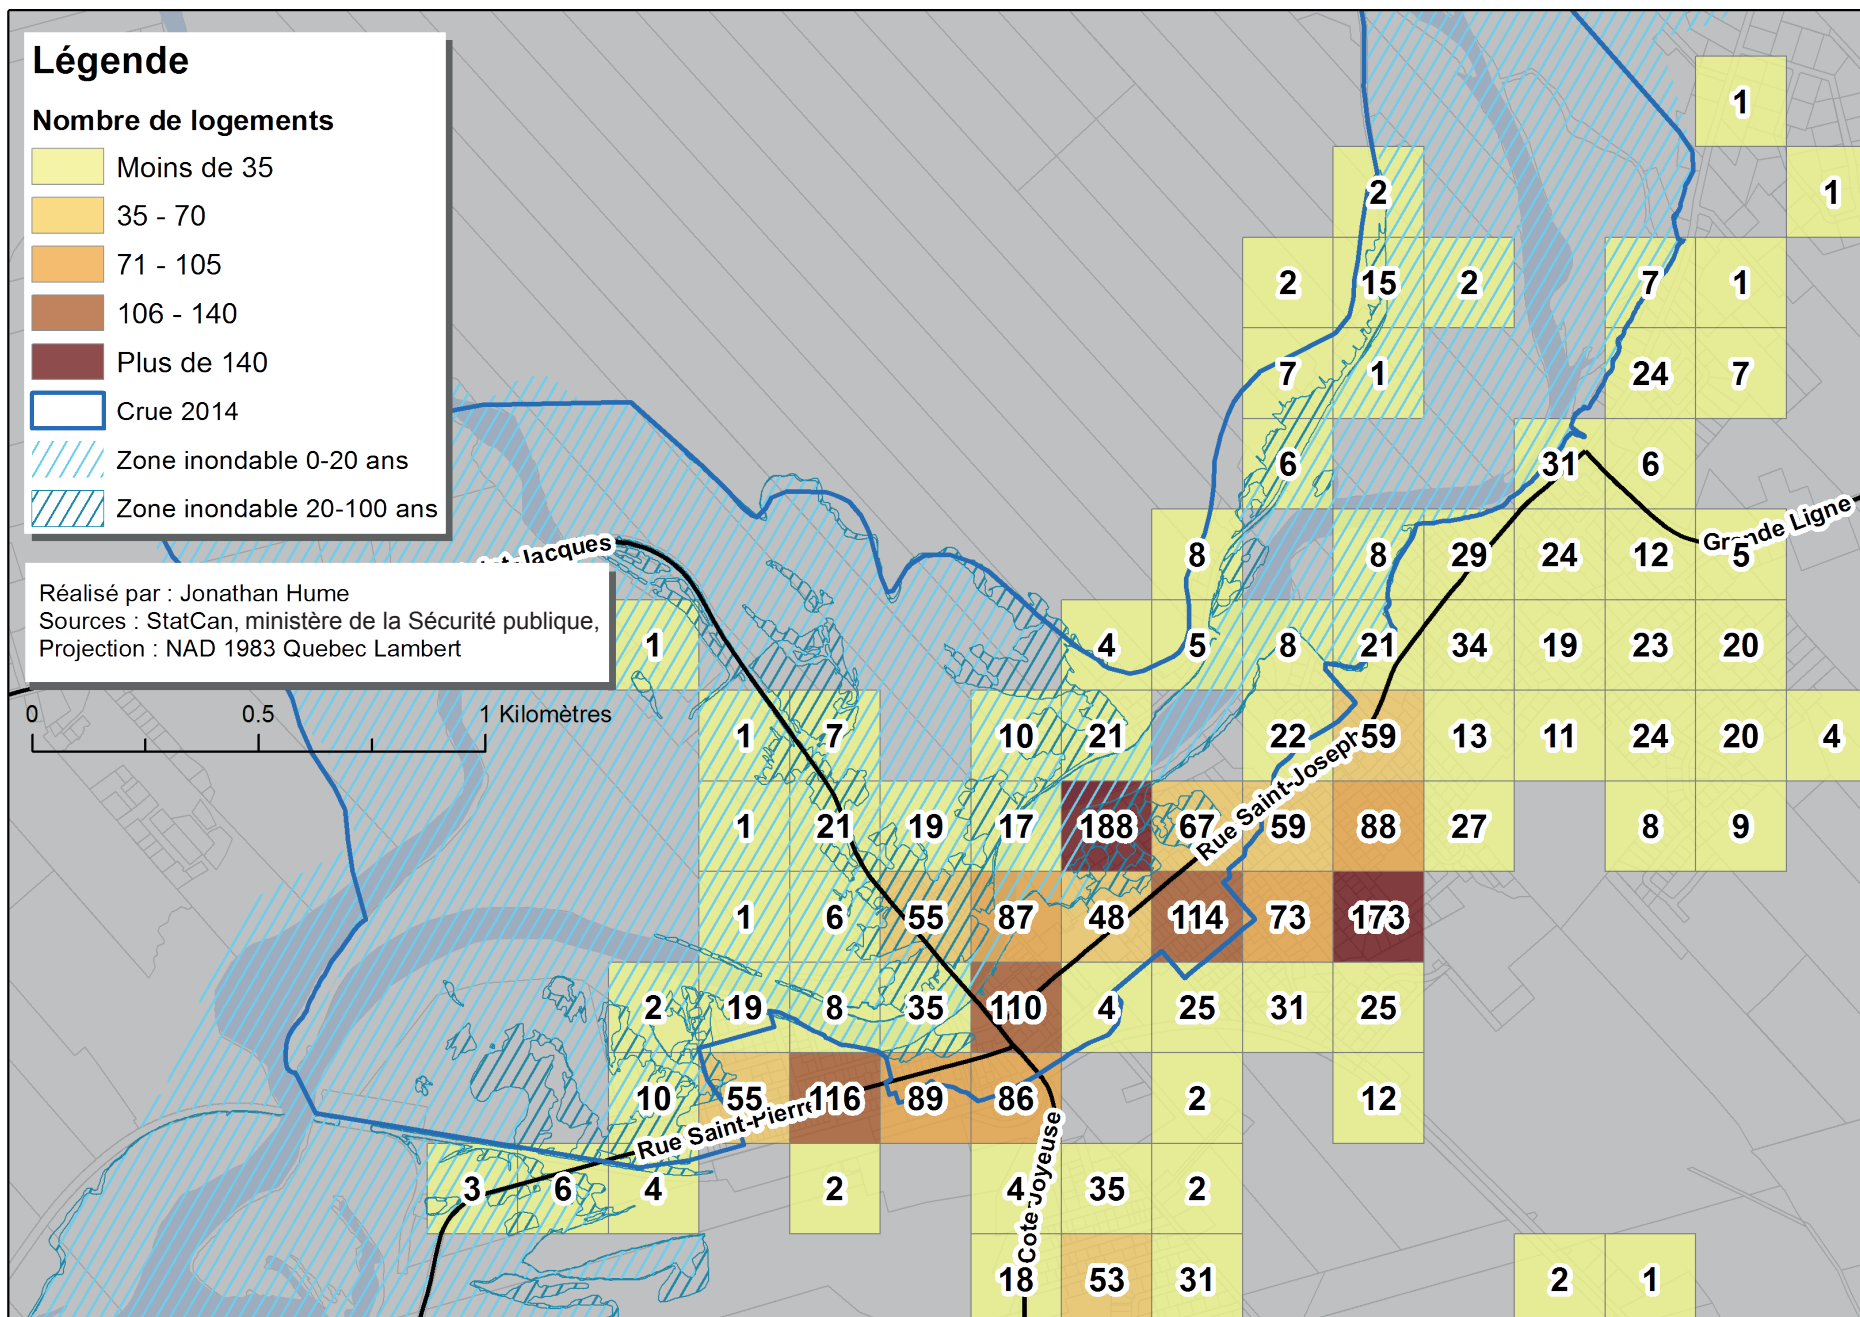 Légende
Nombre de logements
Moins de 35
35 - 70
71 - 105
106 - 140
Plus de 140
Crue 2014
Zone inondable 0-20 ans
Zone inondable 20-100 ans
Réalisé par : Jonathan Hume
Sources : StatCan, ministère de la Sécurité publique,
Projection : NAD 1983 Quebec Lambert
0 0.5 1 Kilomètres
1
2 1
2 15 2 7 1
7 1 24 7
6 31 6
Grande Ligne
Jacques
8 8 29 24 12 5
1 4 5 8 21 34 19 23 20
1 7 10 21 22 59 13 11 24 20 4
Rue Saint-Joseph
1 21 19 17 188 67 59 88 27 8 9
1 6 55 87 48 114 73 173
2 19 8 35 110 4 25 31 25
10 55 116 89 86 2 12
Rue Saint-Pierre
3 6 4 2 4 35 2
Cote Joyeuse
18 53 31 2 1